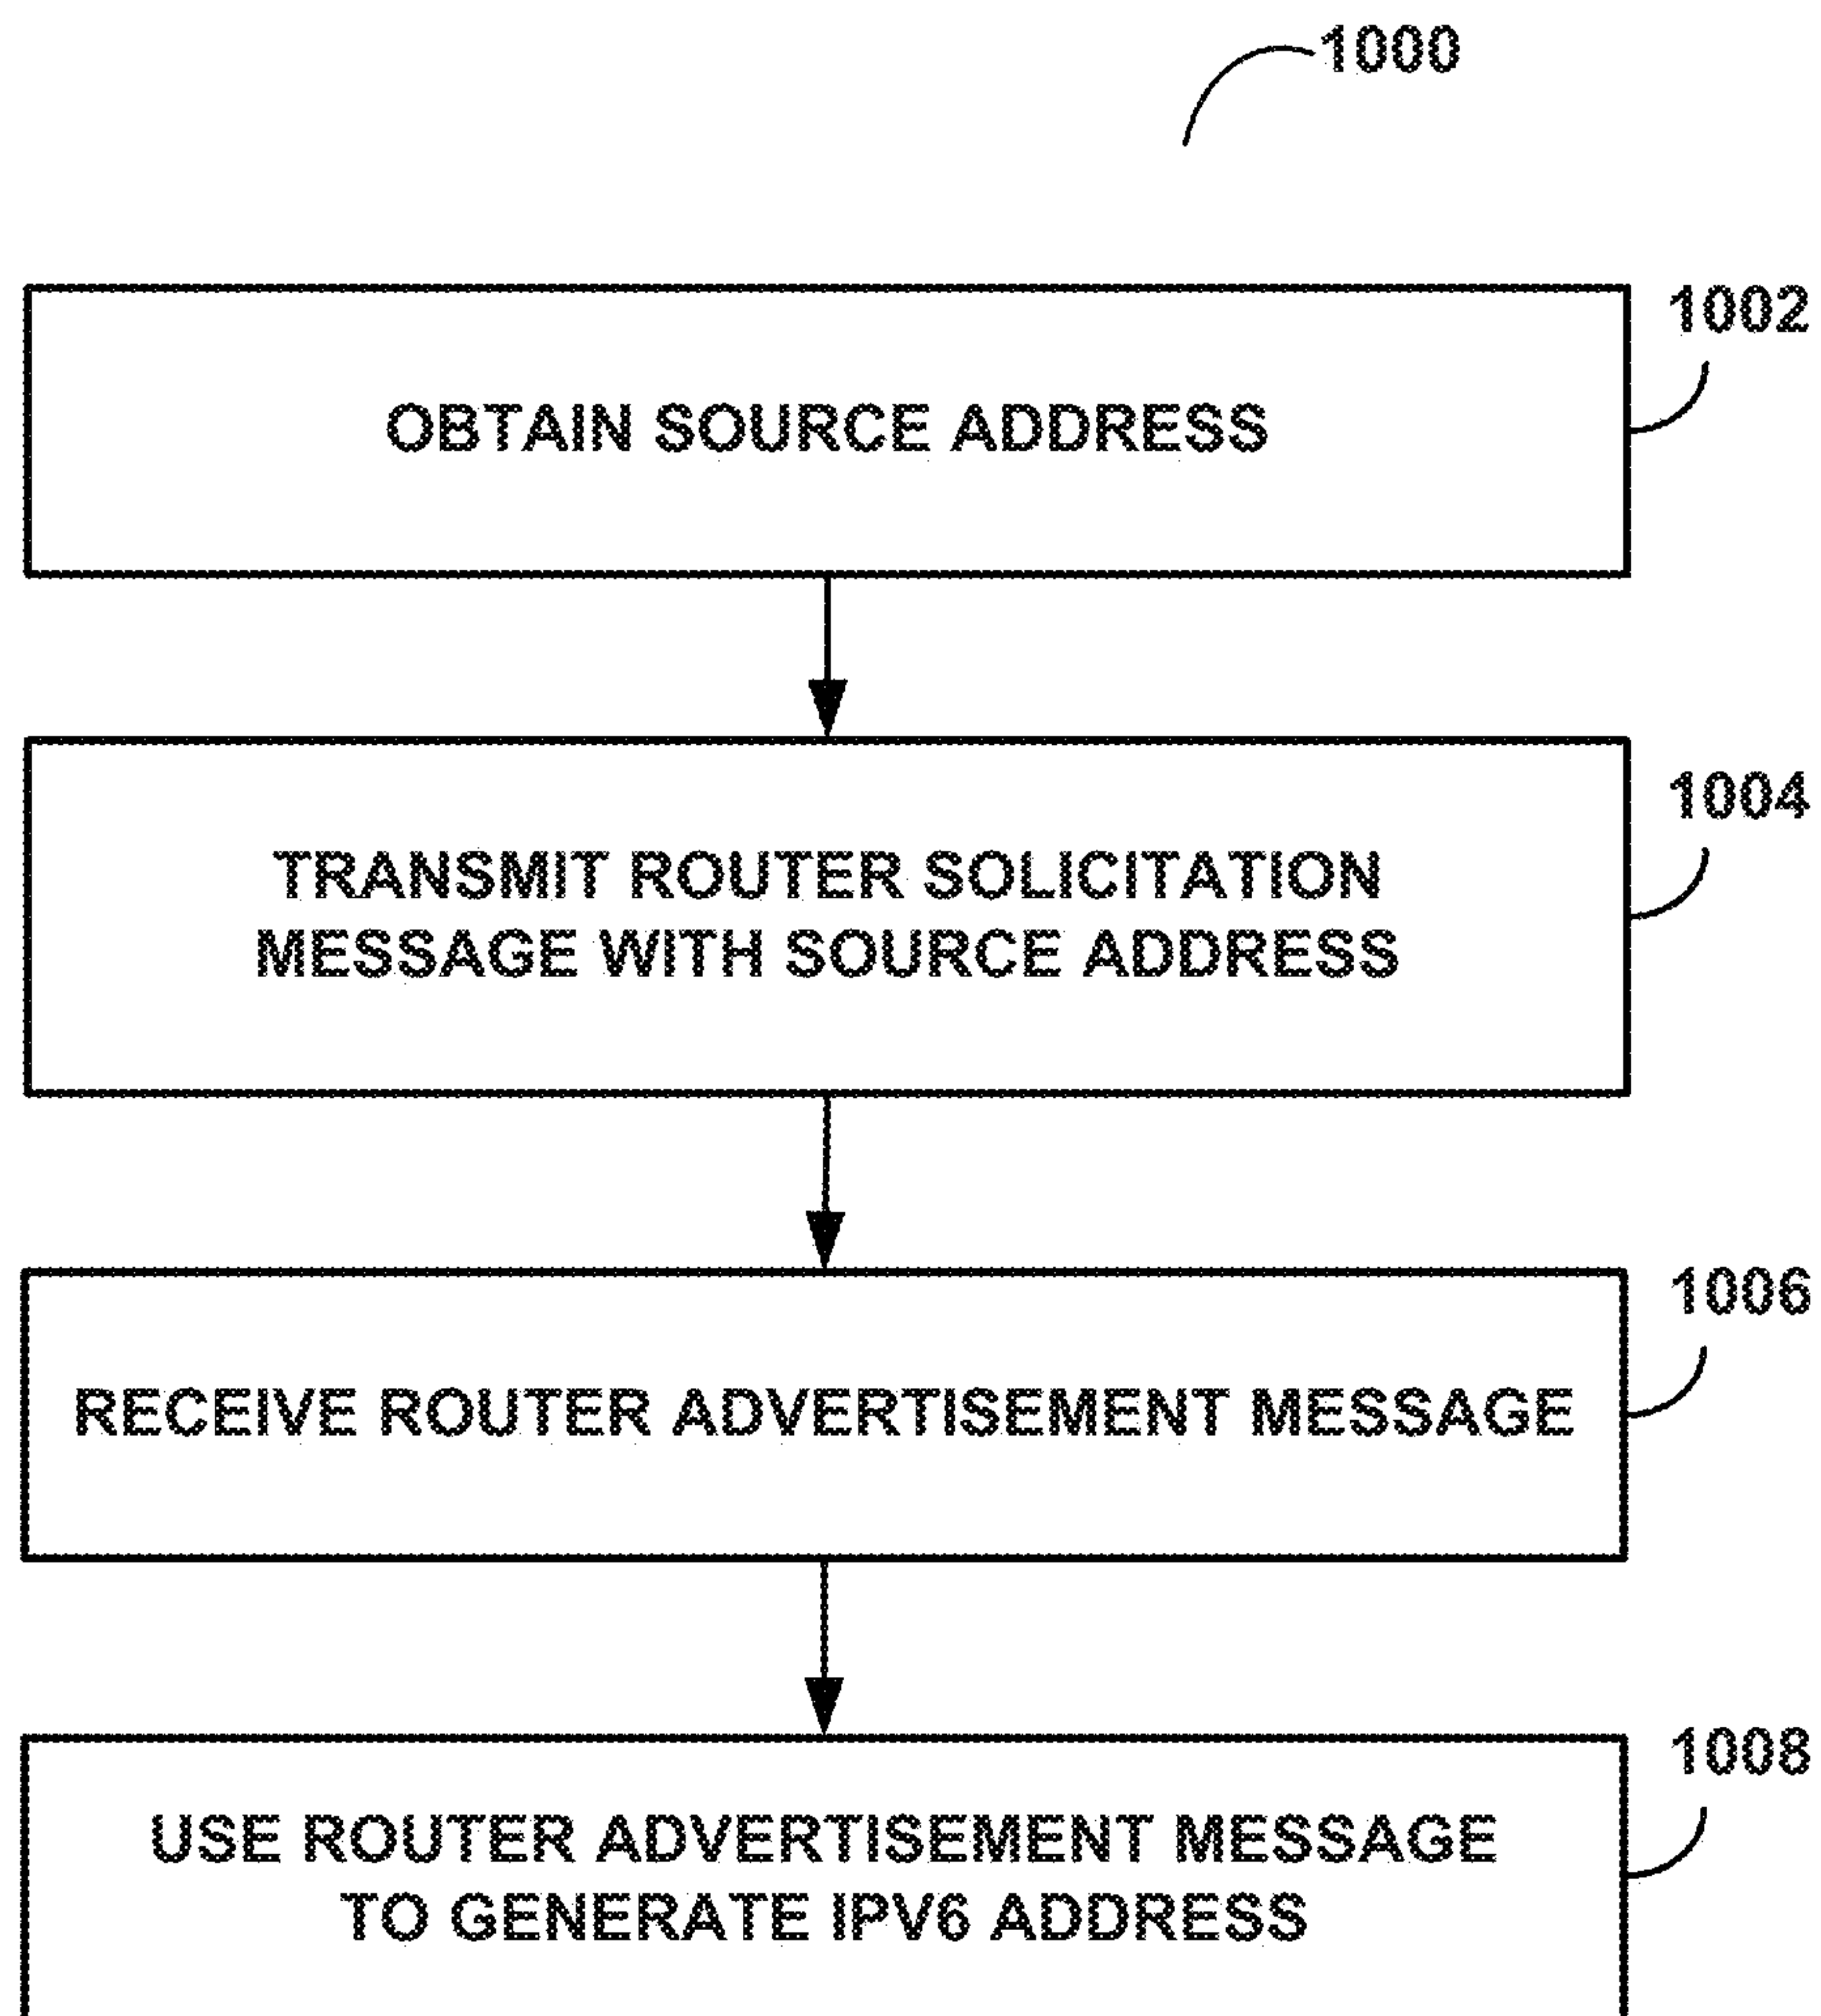 1000
1002
OBTAIN SOURCE ADDRESS
1004
TRANSMIT ROUTER SOLICITATION
MESSAGE WITH SOURCE ADDRESS
1006
RECEIVE ROUTER ADVERTISEMENT MESSAGE
1008
USE ROUTER ADVERTISEMENT MESSAGE
TO GENERATE IPV6 ADDRESS